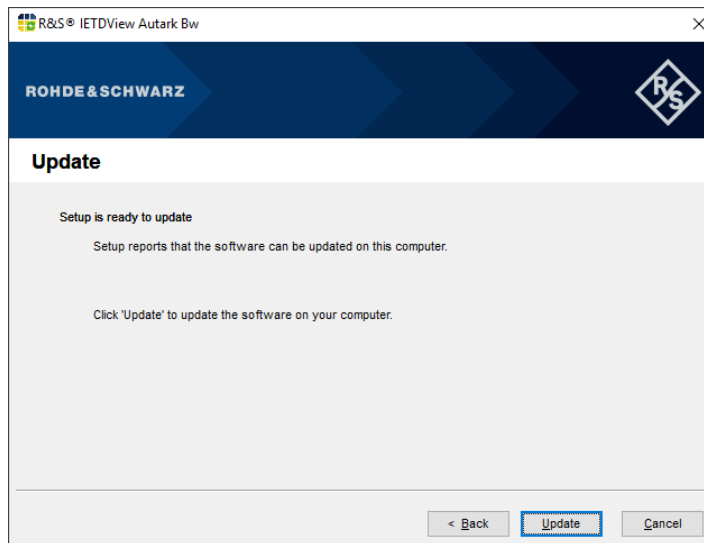 R&S® IETDView Autark Bw
ROHDE&SCHWARZ
R S
Update
Setup is ready to update
Setup reports that the software can be updated on this computer.
Click 'Update' to update the software on your computer.
< Back Update Cancel